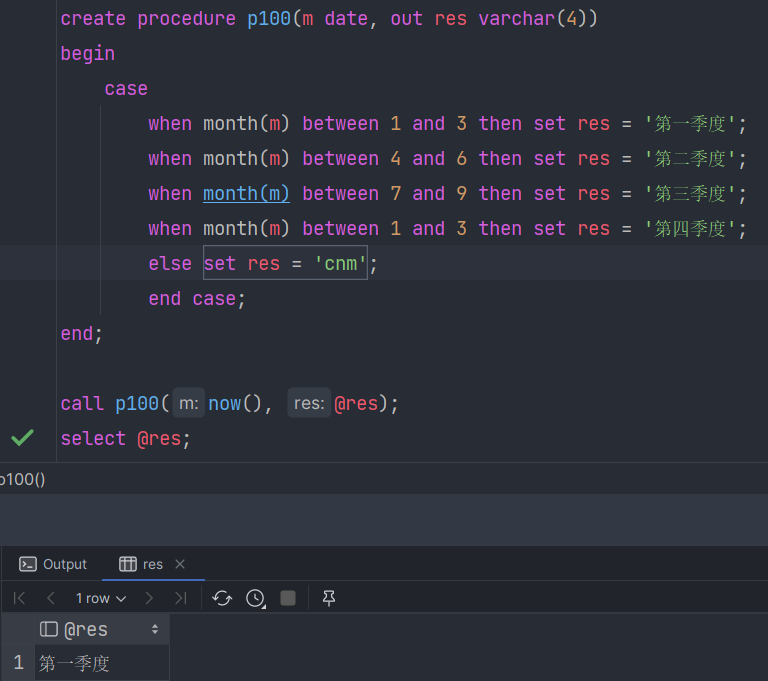 create procedure p100(m date, out res varchar(4))
begin
case
when month(m) between 1 and 3 then set res = '第一季度';
when month(m) between 4 and 6 then set res = '第二季度';
when month(m) between 7 and 9 then set res = '第三季度';
when month(m) between 1 and 3 then set res = '第四季度';
else set res = 'cnm';
end case;
end;
call p100( m: now(), res: @res);
select @res;
p100()
Output res
1 row
@res
1 第一季度